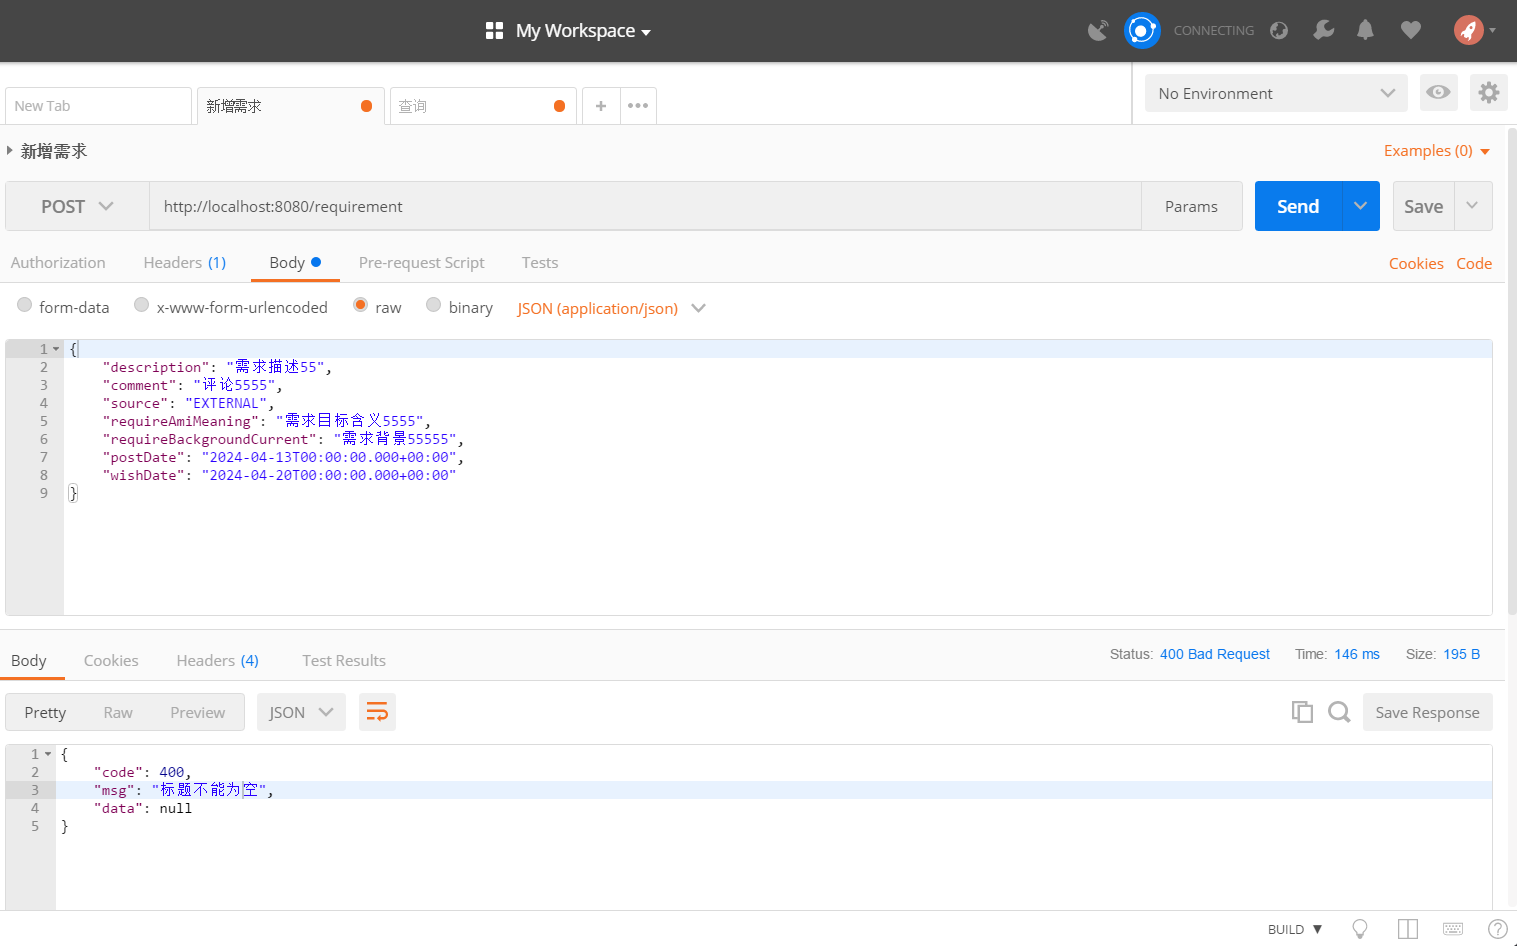 My Workspace
CONNECTING
New Tab
新增需求
查询
No Environment
新增需求
Examples (0)
POST
http://localhost:8080/requirement
Params
Send
Save
Authorization
Headers (1)
Body
Pre-request Script
Tests
Cookies
Code
form-data
x-www-form-urlencoded
raw
binary
JSON (application/json)
1 {
2 "description": "需求描述55",
3 "comment": "评论5555",
4 "source": "EXTERNAL",
5 "requireAmiMeaning": "需求目标含义5555",
6 "requireBackgroundCurrent": "需求背景55555",
7 "postDate": "2024-04-13T00:00:00.000+00:00",
8 "wishDate": "2024-04-20T00:00:00.000+00:00"
9 }
Body
Cookies
Headers (4)
Test Results
Status: 400 Bad Request
Time: 146 ms
Size: 195 B
Pretty
Raw
Preview
JSON
Save Response
1 {
2 "code": 400,
3 "msg": "标题不能为空",
4 "data": null
5 }
BUILD